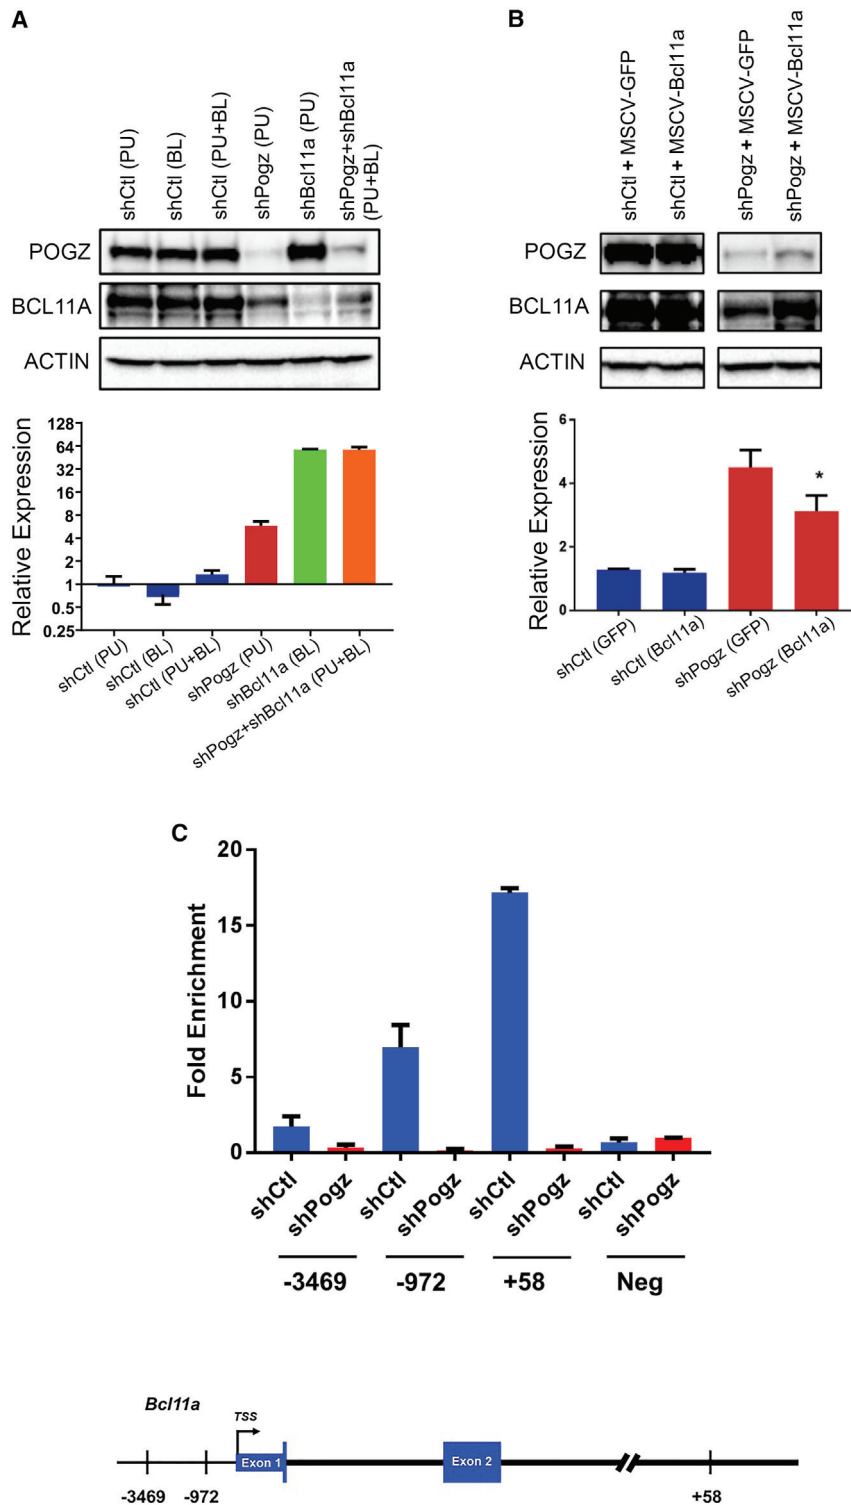 A
shCtl (PU)
shCtl (BL)
shCtl (PU+BL)
shPogz (PU)
shBcl11a (PU)
shPogz+shBcl11a
(PU+BL)
POGZ
BCL11A
ACTIN
Relative Expression
128
64
32
16
8
4
2
1
0.5
0.25
shCtl (PU)
shCtl (BL)
shCtl (PU+BL)
shPogz (PU)
shBcl11a (BL)
shPogz+shBcl11a (PU+BL)
B
shCtl + MSCV-GFP
shCtl + MSCV-Bcl11a
shPogz + MSCV-GFP
shPogz + MSCV-Bcl11a
POGZ
BCL11A
ACTIN
Relative Expression
6
4
2
0
*
shCtl (GFP)
shCtl (Bcl11a)
shPogz (GFP)
shPogz (Bcl11a)
C
Fold Enrichment
20
15
10
5
0
shCtl
shPogz
shCtl
shPogz
shCtl
shPogz
shCtl
shPogz
-3469
-972
+58
Neg
Bcl11a
TSS
Exon 1
Exon 2
-3469
-972
+58